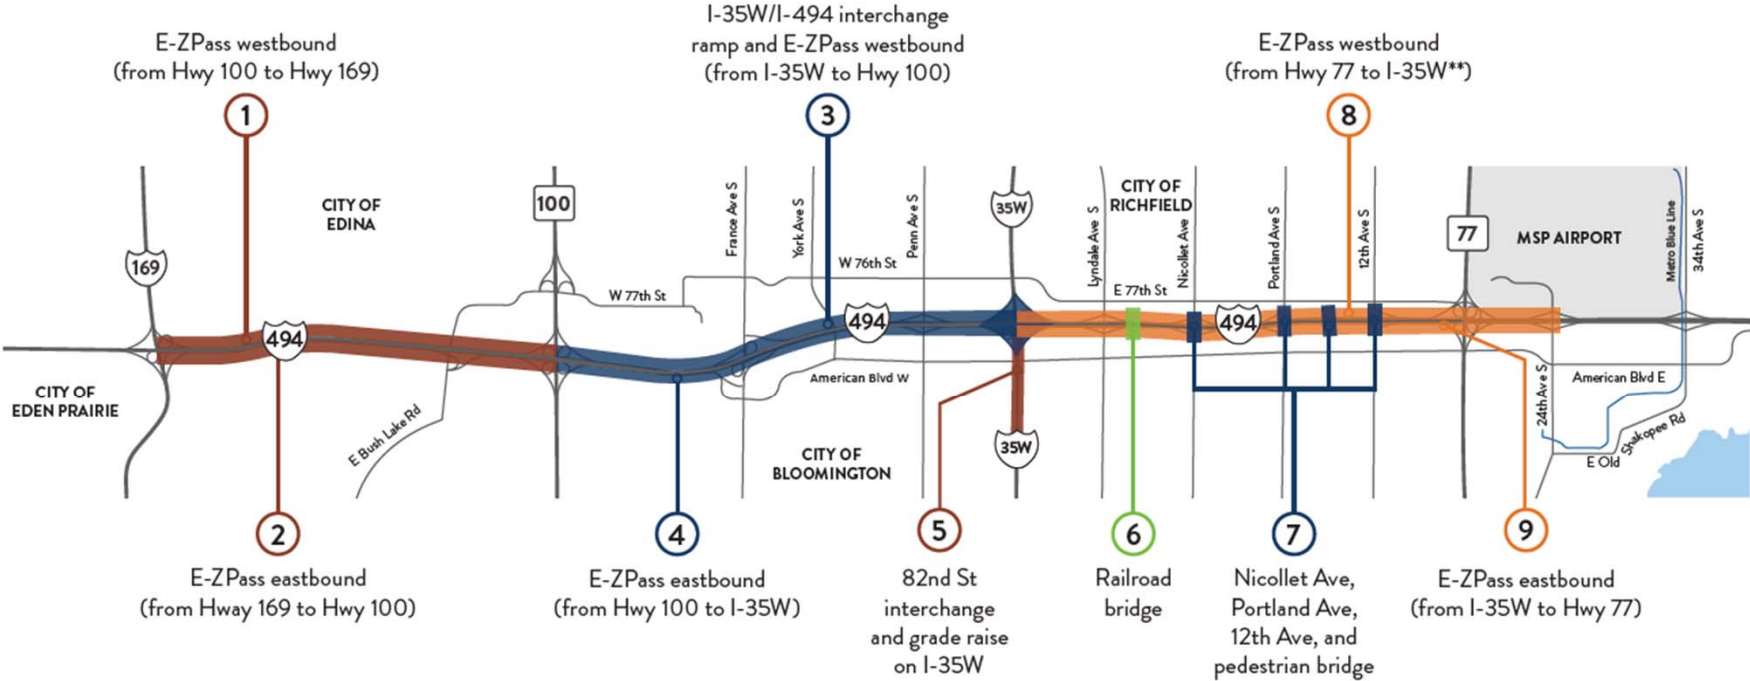 I-35W/I-494 interchange
ramp and E-ZPass westbound
(from I-35W to Hwy 100)
E-ZPass westbound
(from Hwy 100 to Hwy 169)
E-ZPass westbound
(from Hwy 77 to I-35W**)
1
3
8
CITY OF
EDINA
100
France Ave S
York Ave S
Penn Ave S
35W
Lyndale Ave S
CITY OF
RICHFIELD
Nicollet Ave
Portland Ave S
12th Ave S
77
MSP AIRPORT
Metro Blue Line
34th Ave S
169
W 76th St
W 77th St
E 77th St
494
494
494
CITY OF
EDEN PRAIRIE
American Blvd W
American Blvd E
24th Ave S
E Bush Lake Rd
CITY OF
BLOOMINGTON
35W
E Old
Shakopee Rd
2
4
5
6
7
9
E-ZPass eastbound
(from Hway 169 to Hwy 100)
E-ZPass eastbound
(from Hwy 100 to I-35W)
82nd St
interchange
and grade raise
on I-35W
Railroad
bridge
Nicollet Ave,
Portland Ave,
12th Ave, and
pedestrian bridge
E-ZPass eastbound
(from I-35W to Hwy 77)